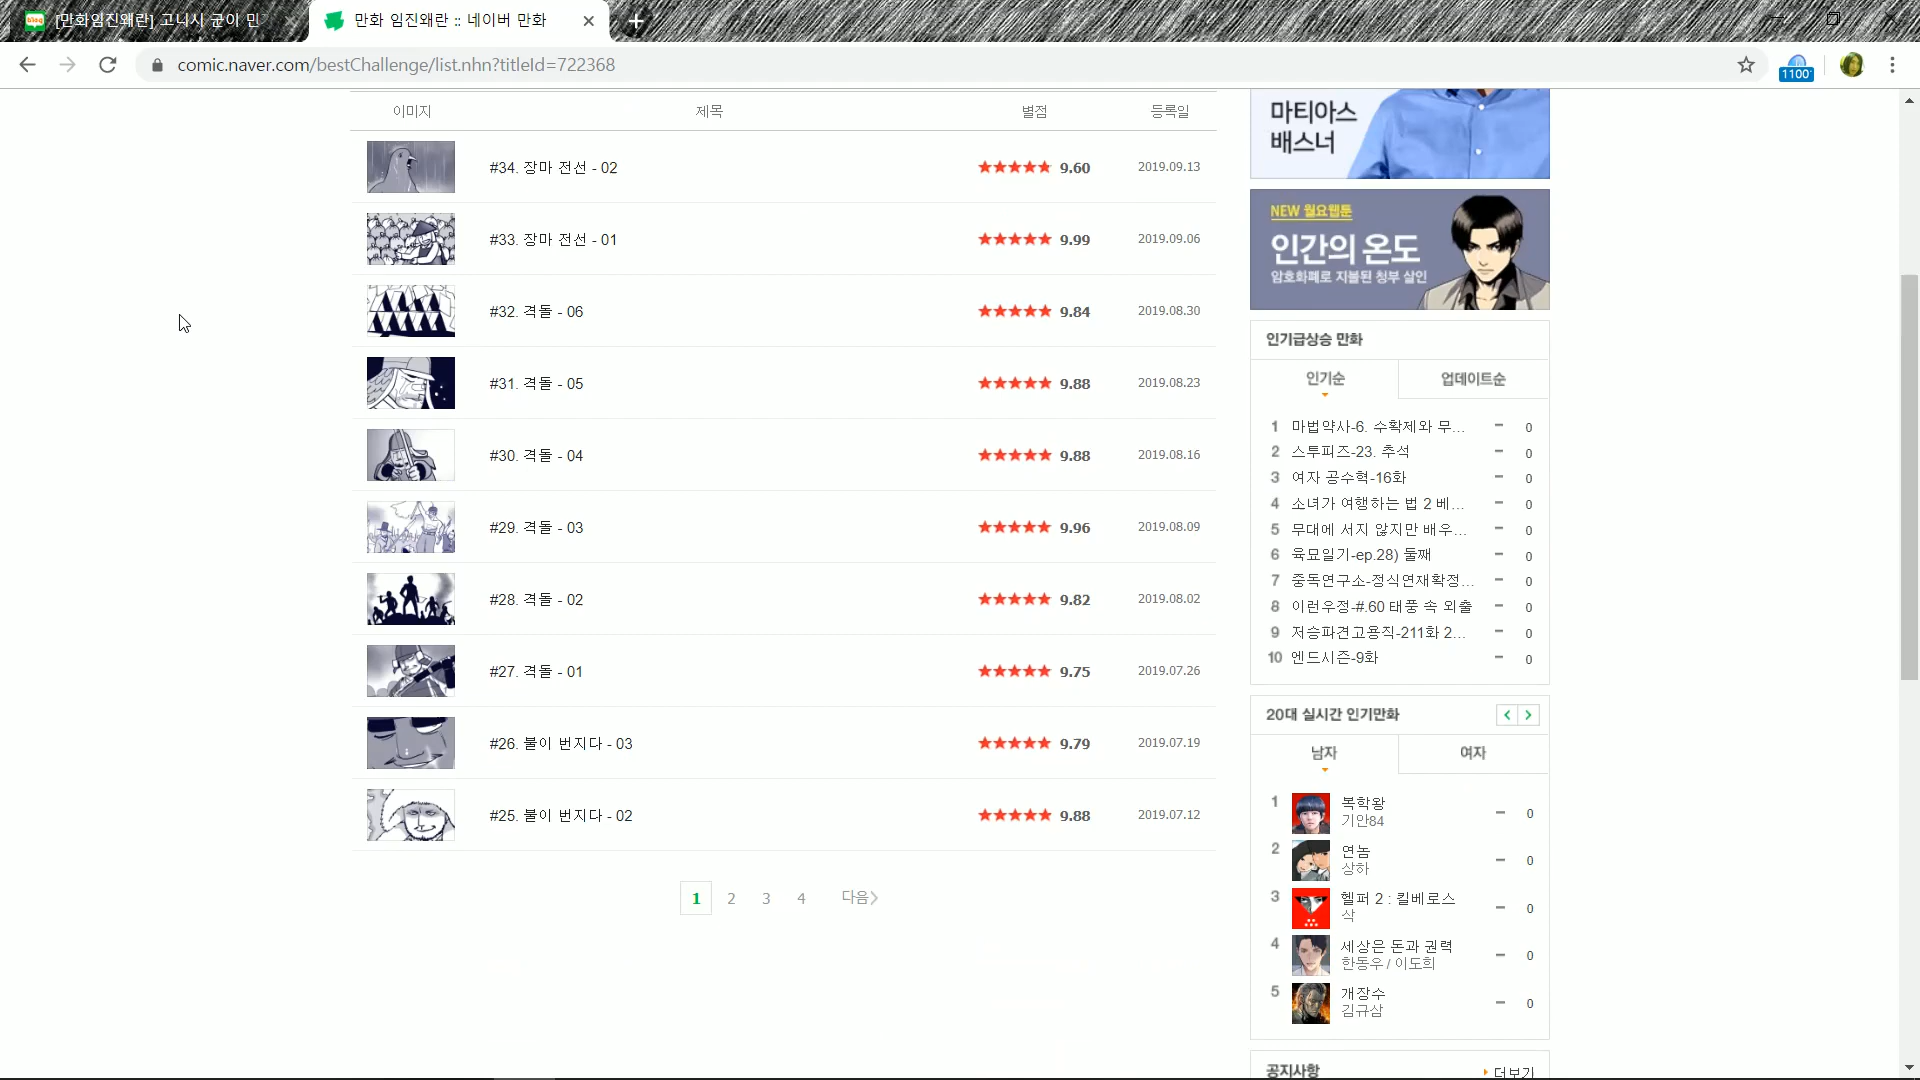 [만화임진왜란] 고니시 군이 민
만화 임진왜란 :: 네이버 만화
comic.naver.com/bestChallenge/list.nhn?titleId=722368
1100
이미지 제목 별점 등록일
#34. 장마 전선 - 02 9.60 2019.09.13
#33. 장마 전선 - 01 9.99 2019.09.06
#32. 격돌 - 06 9.84 2019.08.30
#31. 격돌 - 05 9.88 2019.08.23
#30. 격돌 - 04 9.88 2019.08.16
#29. 격돌 - 03 9.96 2019.08.09
#28. 격돌 - 02 9.82 2019.08.02
#27. 격돌 - 01 9.75 2019.07.26
#26. 불이 번지다 - 03 9.79 2019.07.19
#25. 불이 번지다 - 02 9.88 2019.07.12
1 2 3 4 다음
마티아스
배스너
NEW 월요웹툰
인간의 온도
암호화폐로 지불된 청부 살인
인기급상승 만화
인기순 업데이트순
1 마법약사-6. 수확제와 무... 0
2 스투피즈-23. 추석 0
3 여자 공수혁-16화 0
4 소녀가 여행하는 법 2 베... 0
5 무대에 서지 않지만 배우... 0
6 육묘일기-ep.28) 둘째 0
7 중독연구소-정식연재확정... 0
8 이런우정-#.60 태풍 속 외출 0
9 저승파견고용직-211화 2... 0
10 엔드시즌-9화 0
20대 실시간 인기만화
남자 여자
1 복학왕 0
기안84
2 연놈 0
상하
3 헬퍼 2 : 킬베로스 0
삭
4 세상은 돈과 권력 0
한동우 / 이도희
5 개장수 0
김규삼
공지사항 더보기